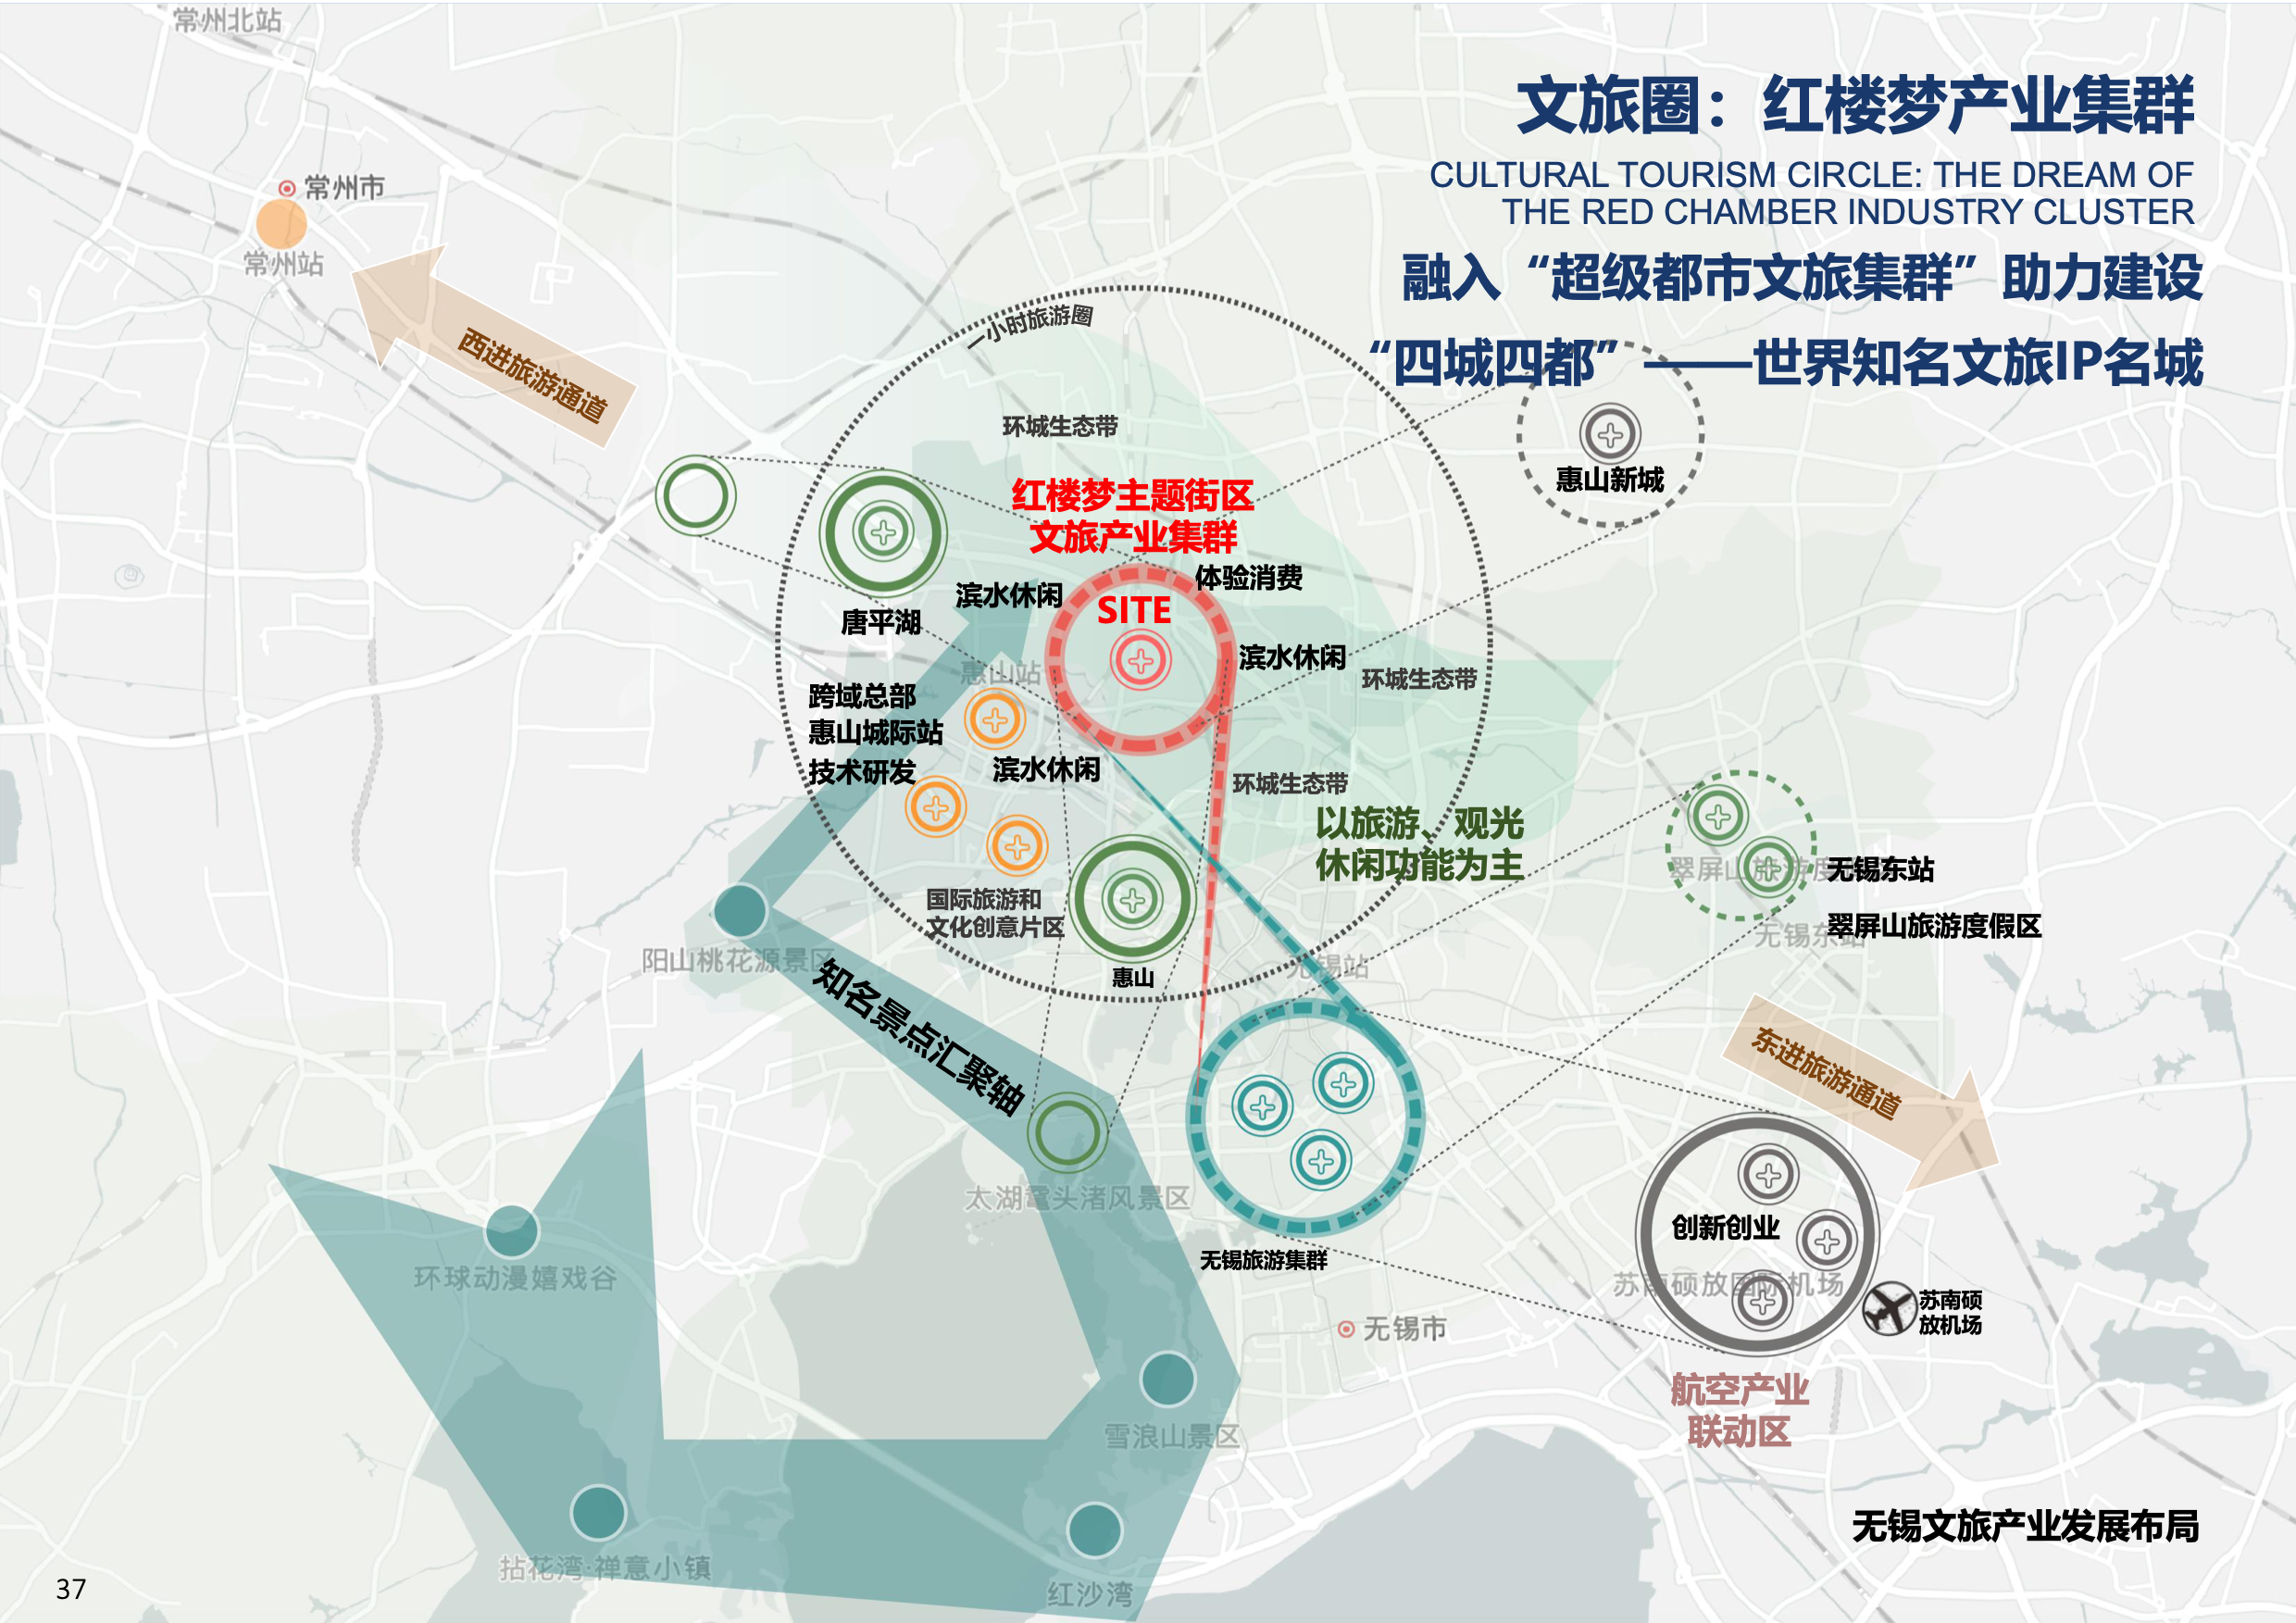 常州北站
文旅圈：红楼梦产业集群
CULTURAL TOURISM CIRCLE: THE DREAM OF
THE RED CHAMBER INDUSTRY CLUSTER
融入“超级都市文旅集群”助力建设
“四城四都”——世界知名文旅IP名城
常州市
常州站
西进旅游通道
一小时旅游圈
环城生态带
惠山新城
红楼梦主题街区
文旅产业集群
体验消费
滨水休闲
SITE
唐平湖
滨水休闲
惠山站
环城生态带
跨域总部
惠山城际站
技术研发
滨水休闲
环城生态带
以旅游、观光
休闲功能为主
国际旅游和
文化创意片区
惠山
无锡东站
翠屏山旅游度
翠屏山旅游度假区
无锡东站
阳山桃花源景区
无锡站
知名景点汇聚轴
东进旅游通道
太湖鼋头渚风景区
无锡旅游集群
创新创业
苏南硕放国际机场
苏南硕
放机场
环球动漫嬉戏谷
无锡市
航空产业
联动区
雪浪山景区
无锡文旅产业发展布局
拈花湾·禅意小镇
红沙湾
37